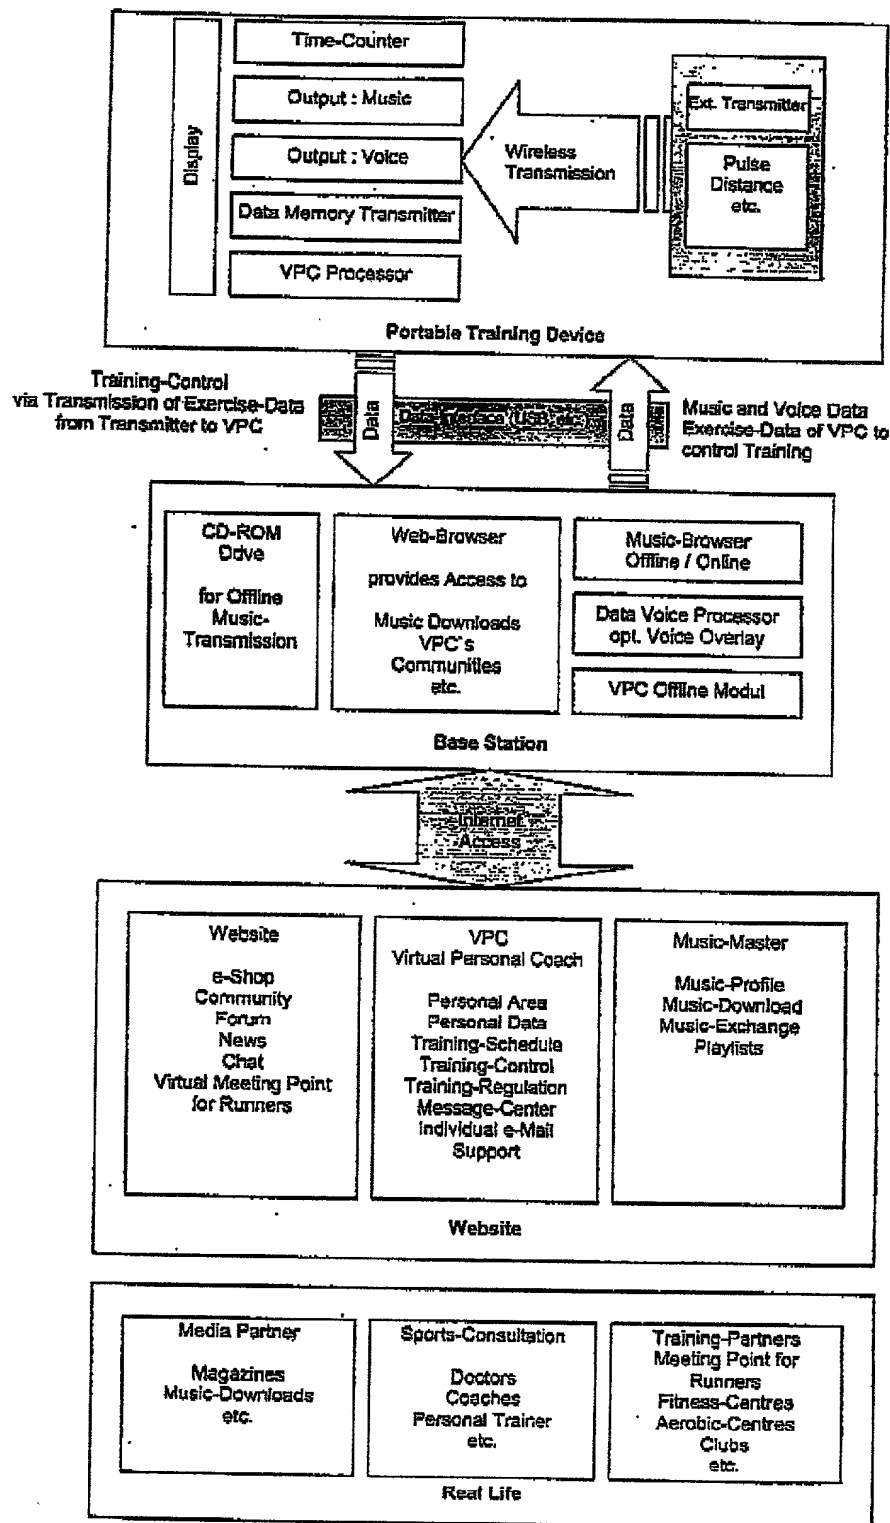 Time-Counter
Output : Music
Output : Voice
Data Memory Transmitter
VPC Processor
Display
Wireless
Transmission
Ext. Transmitter
Pulse
Distance
etc.
Portable Training Device
Training-Control
via Transmission of Exercise-Data
from Transmitter to VPC
Data
Data
Music and Voice Data
Exercise-Data of VPC to
control Training
CD-ROM
Drive
for Offline
Music-
Transmission
Web-Browser
provides Access to
Music Downloads
VPC`s
Communities
etc.
Music-Browser
Offline / Online
Data Voice Processor
opt. Voice Overlay
VPC Offline Modul
Base Station
Internet
Access
Website
e-Shop
Community
Forum
News
Chat
Virtual Meeting Point
for Runners
VPC
Virtual Personal Coach
Personal Area
Personal Data
Training-Schedule
Training-Control
Training-Regulation
Message-Center
Individual e-Mail
Support
Music-Master
Music-Profile
Music-Download
Music-Exchange
Playlists
Website
Media Partner
Magazines
Music-Downloads
etc.
Sports-Consultation
Doctors
Coaches
Personal Trainer
etc.
Training-Partners
Meeting Point for
Runners
Fitness-Centres
Aerobic-Centres
Clubs
etc.
Real Life